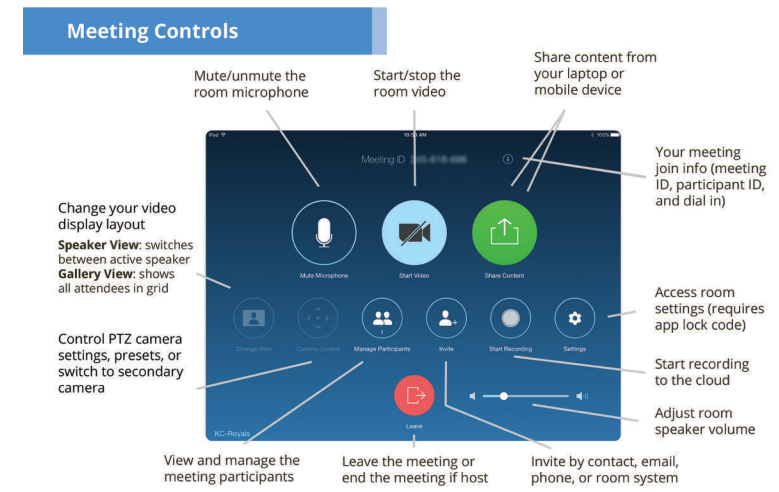 Meeting Controls
Mute/unmute the
room microphone
Start/stop the
room video
Share content from
your laptop or
mobile device
iPad
10:53 AM
100%
Meeting ID
Your meeting
join info (meeting
ID, participant ID,
and dial in)
Change your video
display layout
Speaker View: switches
between active speaker
Gallery View: shows
all attendees in grid
Mute Microphone
Start Video
Share Content
Control PTZ camera
settings, presets, or
switch to secondary
camera
Change View
Camera Control
1
Manage Participants
Invite
Start Recording
Settings
Access room
settings (requires
app lock code)
Start recording
to the cloud
Leave
Adjust room
speaker volume
KC-Royals
View and manage the
meeting participants
Leave the meeting or
end the meeting if host
Invite by contact, email,
phone, or room system